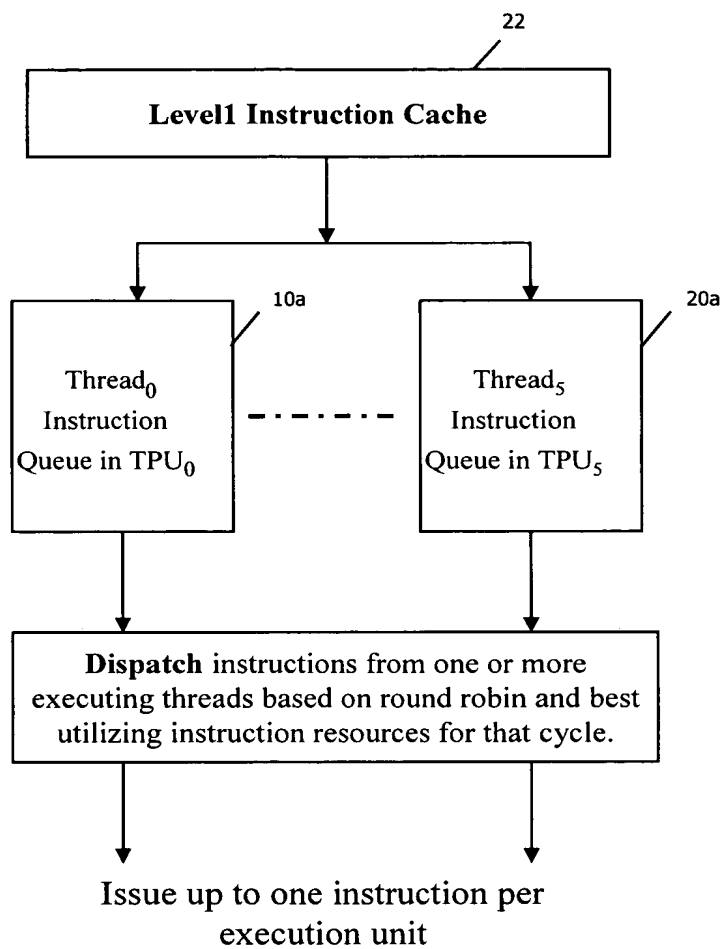 22
Level1 Instruction Cache
10a
20a
Thread₀
Instruction
Queue in TPU₀
Thread₅
Instruction
Queue in TPU₅
Dispatch instructions from one or more
executing threads based on round robin and best
utilizing instruction resources for that cycle.
Issue up to one instruction per
execution unit